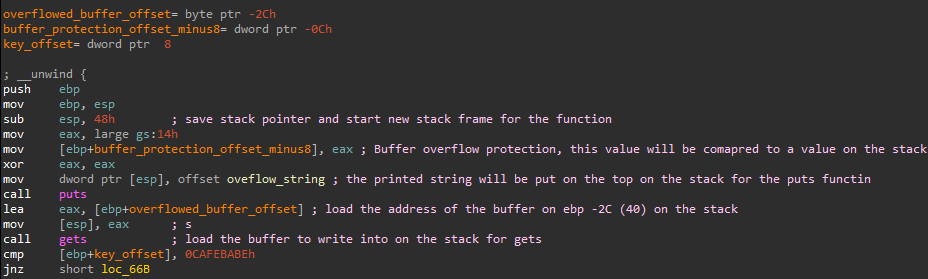 overflowed_buffer_offset= byte ptr -2Ch
buffer_protection_offset_minus8= dword ptr -0Ch
key_offset= dword ptr  8
; __unwind {
push    ebp
mov     ebp, esp
sub     esp, 48h        ; save stack pointer and start new stack frame for the function
mov     eax, large gs:14h
mov     [ebp+buffer_protection_offset_minus8], eax ; Buffer overflow protection, this value will be comapred to a value on the stack
xor     eax, eax
mov     dword ptr [esp], offset oveflow_string ; the printed string will be put on the top on the stack for the puts functin
call    puts
lea     eax, [ebp+overflowed_buffer_offset] ; load the address of the buffer on ebp -2C (40) on the stack
mov     [esp], eax      ; s
call    gets            ; load the buffer to write into on the stack for gets
cmp     [ebp+key_offset], 0CAFEBABEh
jnz     short loc_66B